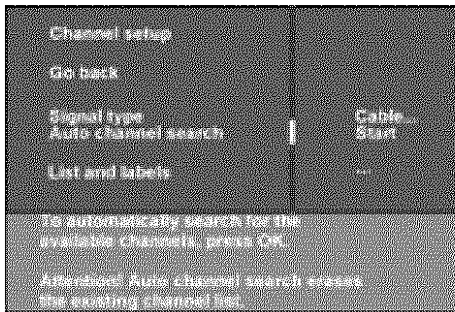 Channel setup
Go back
Signal type Cable...
Auto channel search Start
List and labels ...
To automatically search for the
available channels, press OK.
Attention! Auto channel search erases
the existing channel list.